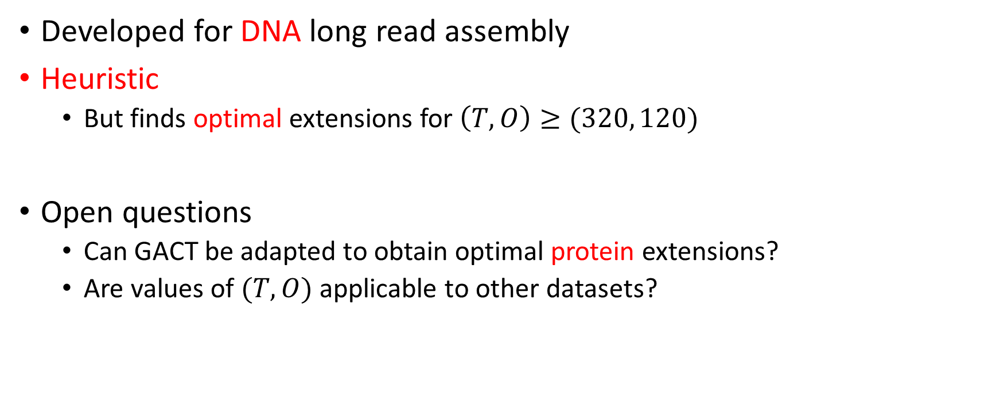 • Developed for DNA long read assembly
• Heuristic
• But finds optimal extensions for (T, O) ≥ (320, 120)
• Open questions
• Can GACT be adapted to obtain optimal protein extensions?
• Are values of (T, O) applicable to other datasets?